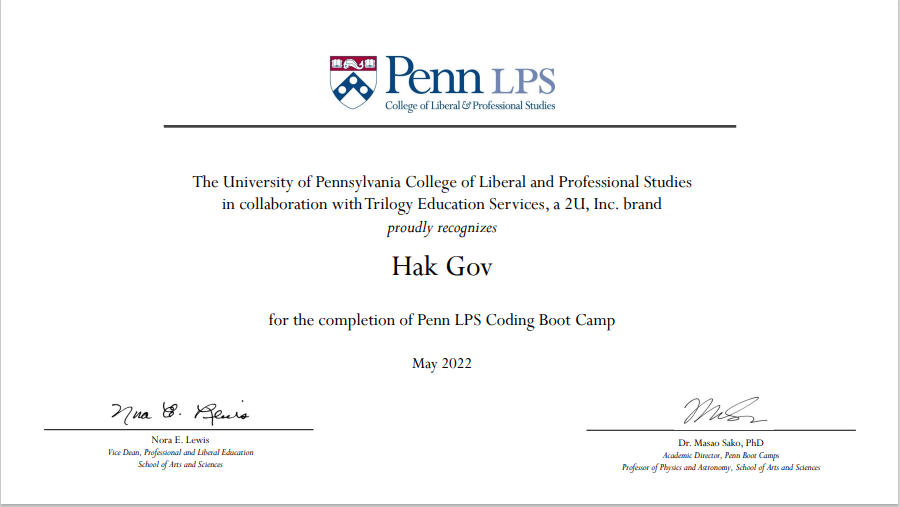 Penn LPS
College of Liberal & Professional Studies
The University of Pennsylvania College of Liberal and Professional Studies
in collaboration with Trilogy Education Services, a 2U, Inc. brand
proudly recognizes
Hak Gov
for the completion of Penn LPS Coding Boot Camp
May 2022
Nora E. Lewis
Nora E. Lewis
Vice Dean, Professional and Liberal Education
School of Arts and Sciences
Dr. Masao Sako, PhD
Academic Director, Penn Boot Camps
Professor of Physics and Astronomy, School of Arts and Sciences